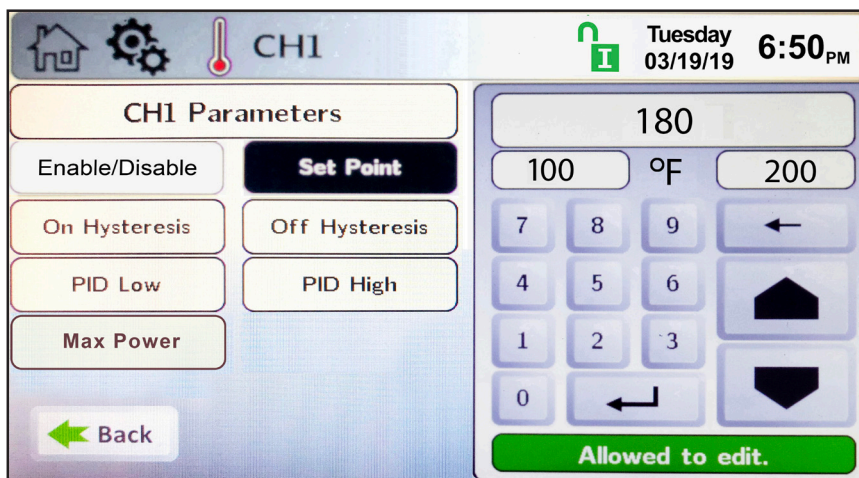 CH1
Tuesday
03/19/19
6:50 PM
CH1 Parameters
Enable/Disable
Set Point
On Hysteresis
Off Hysteresis
PID Low
PID High
Max Power
Back
180
100
°F
200
7 8 9
4 5 6
1 2 3
0
Allowed to edit.